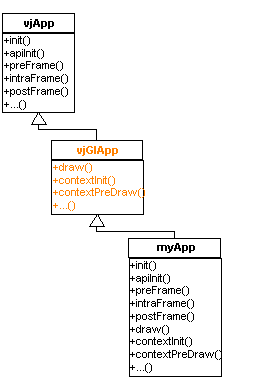 vjApp
+init()
+apiInit()
+preFrame()
+intraFrame()
+postFrame()
+...()
vjGlApp
+draw()
+contextInit()
+contextPreDraw()
+...()
myApp
+init()
+apiInit()
+preFrame()
+intraFrame()
+postFrame()
+draw()
+contextInit()
+contextPreDraw()
+...()